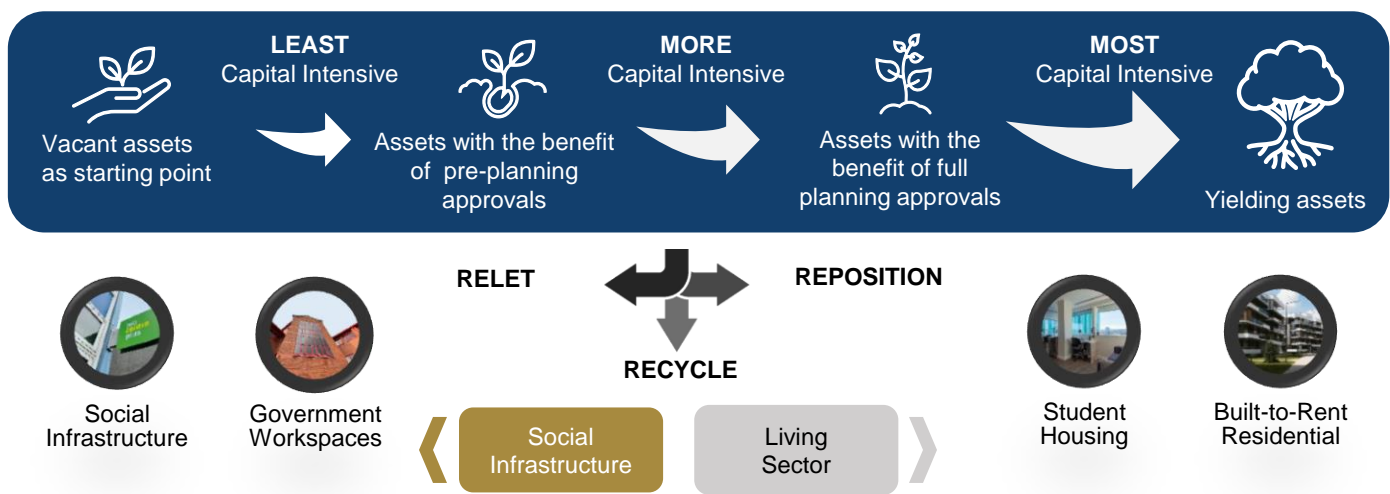 LEAST
Capital Intensive
MORE
Capital Intensive
MOST
Capital Intensive
Vacant assets
as starting point
Assets with the benefit
of pre-planning
approvals
Assets with the
benefit of full
planning approvals
Yielding assets
RELET
REPOSITION
RECYCLE
Social
Infrastructure
Government
Workspaces
Social
Infrastructure
Living
Sector
Student
Housing
Built-to-Rent
Residential